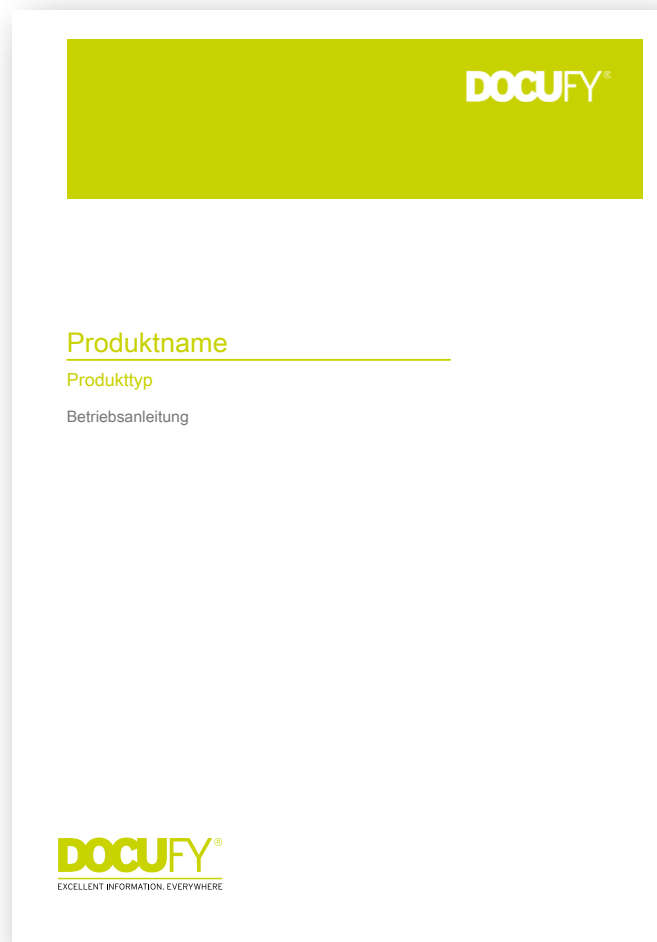 DOCUFY®
Produktname
Produkttyp
Betriebsanleitung
DOCUFY®
EXCELLENT INFORMATION. EVERYWHERE